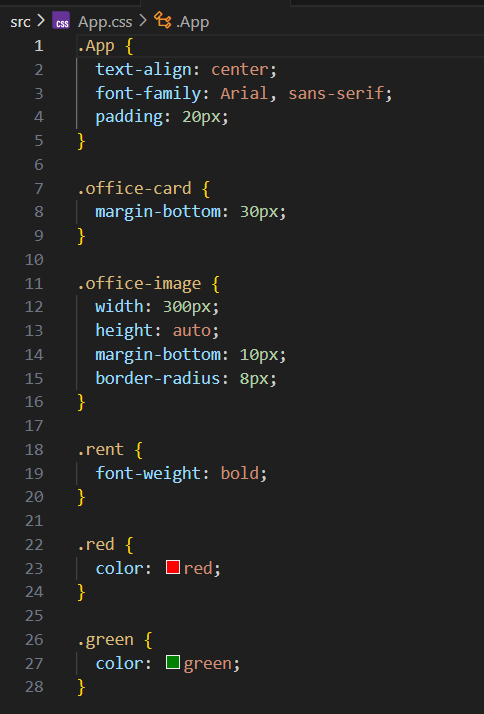 src > CSS App.css > .App
1 .App {
2 text-align: center;
3 font-family: Arial, sans-serif;
4 padding: 20px;
5 }
6
7 .office-card {
8 margin-bottom: 30px;
9 }
10
11 .office-image {
12 width: 300px;
13 height: auto;
14 margin-bottom: 10px;
15 border-radius: 8px;
16 }
17
18 .rent {
19 font-weight: bold;
20 }
21
22 .red {
23 color: red;
24 }
25
26 .green {
27 color: green;
28 }